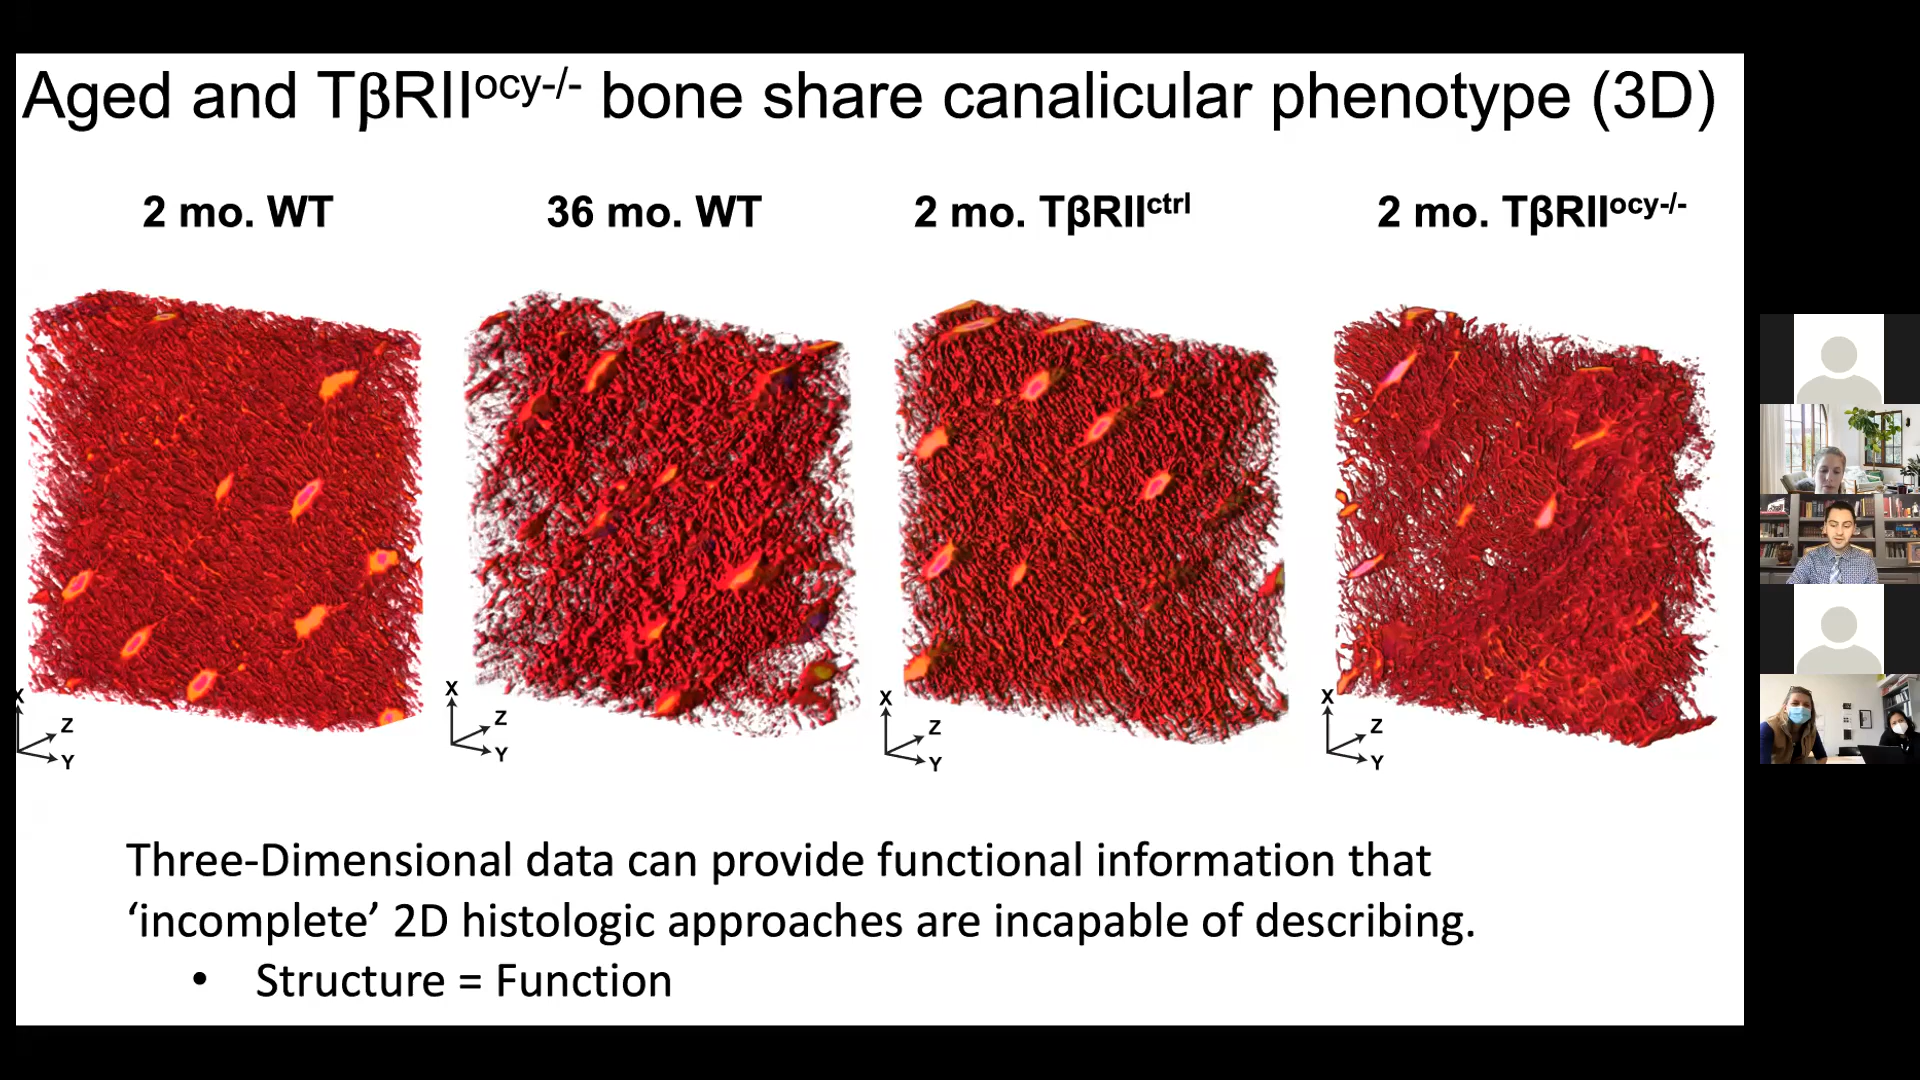 Aged and TβRIIocy-/- bone share canalicular phenotype (3D)
2 mo. WT
36 mo. WT
2 mo. TβRIIctrl
2 mo. TβRIIocy-/-
X
Z
Y
X
Z
Y
X
Z
Y
X
Z
Y
Three-Dimensional data can provide functional information that
‘incomplete’ 2D histologic approaches are incapable of describing.
• Structure = Function